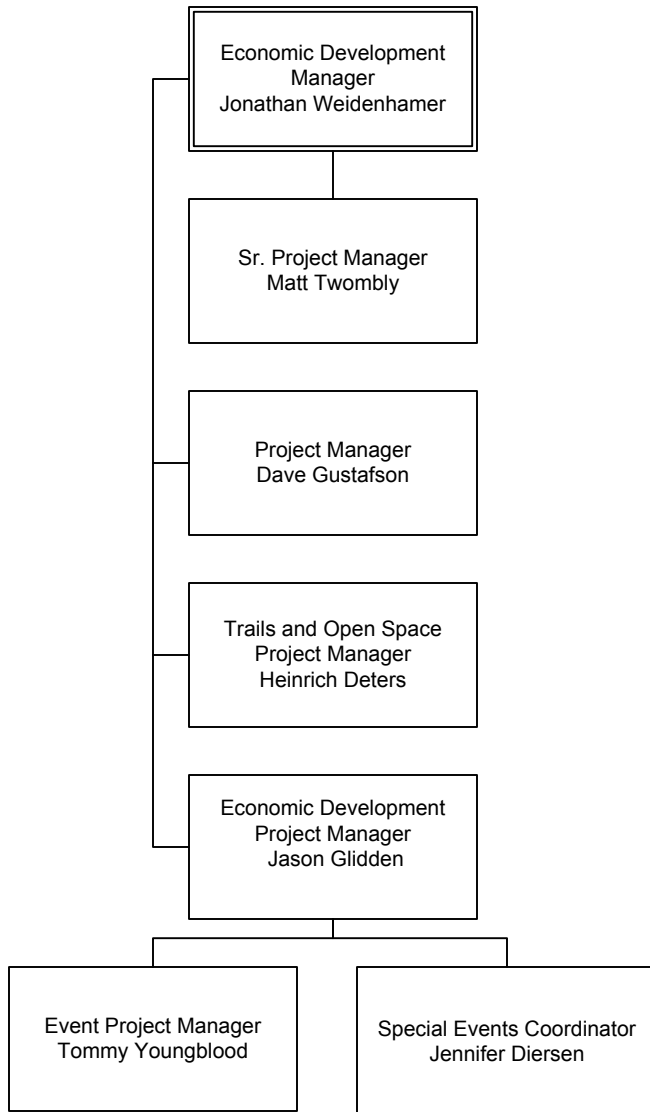 Economic Development
Manager
Jonathan Weidenhamer
Sr. Project Manager
Matt Twombly
Project Manager
Dave Gustafson
Trails and Open Space
Project Manager
Heinrich Deters
Economic Development
Project Manager
Jason Glidden
Event Project Manager
Tommy Youngblood
Special Events Coordinator
Jennifer Diersen